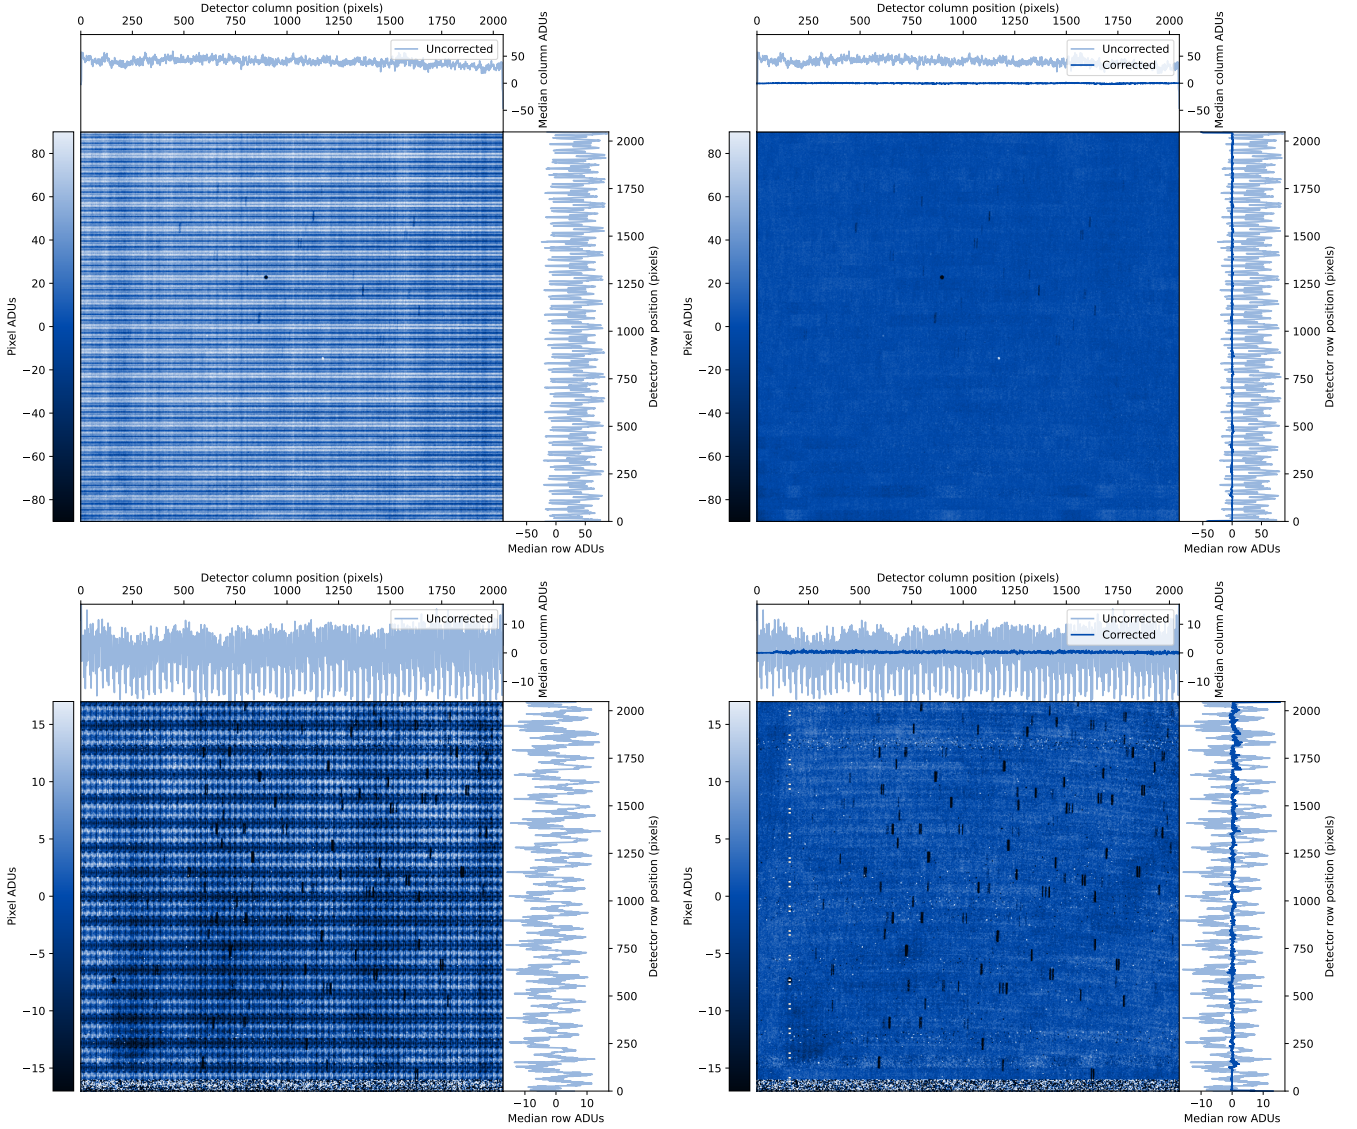 Detector column position (pixels)
0 250 500 750 1000 1250 1500 1750 2000
Uncorrected
50
0
−50
Median column ADUs
80
60
40
20
0
−20
−40
−60
−80
Pixel ADUs
2000
1750
1500
1250
1000
750
500
250
0
Detector row position (pixels)
−50 0 50
Median row ADUs
Detector column position (pixels)
0 250 500 750 1000 1250 1500 1750 2000
Uncorrected
Corrected
50
0
−50
Median column ADUs
80
60
40
20
0
−20
−40
−60
−80
Pixel ADUs
2000
1750
1500
1250
1000
750
500
250
0
Detector row position (pixels)
−50 0 50
Median row ADUs
Detector column position (pixels)
0 250 500 750 1000 1250 1500 1750 2000
Uncorrected
10
0
−10
Median column ADUs
15
10
5
0
−5
−10
−15
Pixel ADUs
2000
1750
1500
1250
1000
750
500
250
0
Detector row position (pixels)
−10 0 10
Median row ADUs
Detector column position (pixels)
0 250 500 750 1000 1250 1500 1750 2000
Uncorrected
Corrected
10
0
−10
Median column ADUs
15
10
5
0
−5
−10
−15
Pixel ADUs
2000
1750
1500
1250
1000
750
500
250
0
Detector row position (pixels)
−10 0 10
Median row ADUs